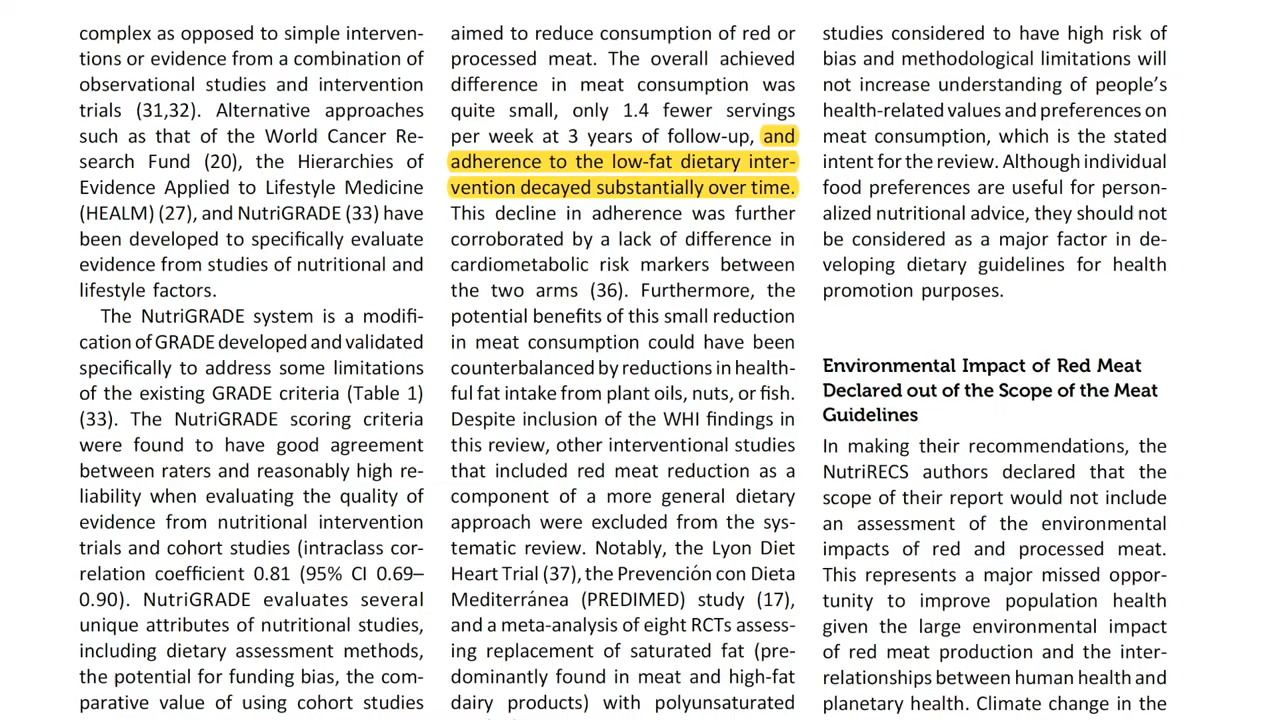 complex as opposed to simple interven-
tions or evidence from a combination of
observational studies and intervention
trials (31,32). Alternative approaches
such as that of the World Cancer Re-
search Fund (20), the Hierarchies of
Evidence Applied to Lifestyle Medicine
(HEALM) (27), and NutriGRADE (33) have
been developed to specifically evaluate
evidence from studies of nutritional and
lifestyle factors.
The NutriGRADE system is a modifi-
cation of GRADE developed and validated
specifically to address some limitations
of the existing GRADE criteria (Table 1)
(33). The NutriGRADE scoring criteria
were found to have good agreement
between raters and reasonably high re-
liability when evaluating the quality of
evidence from nutritional intervention
trials and cohort studies (intraclass cor-
relation coefficient 0.81 (95% CI 0.69–
0.90). NutriGRADE evaluates several
unique attributes of nutritional studies,
including dietary assessment methods,
the potential for funding bias, the com-
parative value of using cohort studies
aimed to reduce consumption of red or
processed meat. The overall achieved
difference in meat consumption was
quite small, only 1.4 fewer servings
per week at 3 years of follow-up, and
adherence to the low-fat dietary inter-
vention decayed substantially over time.
This decline in adherence was further
corroborated by a lack of difference in
cardiometabolic risk markers between
the two arms (36). Furthermore, the
potential benefits of this small reduction
in meat consumption could have been
counterbalanced by reductions in health-
ful fat intake from plant oils, nuts, or fish.
Despite inclusion of the WHI findings in
this review, other interventional studies
that included red meat reduction as a
component of a more general dietary
approach were excluded from the sys-
tematic review. Notably, the Lyon Diet
Heart Trial (37), the Prevención con Dieta
Mediterránea (PREDIMED) study (17),
and a meta-analysis of eight RCTs assess-
ing replacement of saturated fat (pre-
dominantly found in meat and high-fat
dairy products) with polyunsaturated
studies considered to have high risk of
bias and methodological limitations will
not increase understanding of people's
health-related values and preferences on
meat consumption, which is the stated
intent for the review. Although individual
food preferences are useful for person-
alized nutritional advice, they should not
be considered as a major factor in de-
veloping dietary guidelines for health
promotion purposes.
Environmental Impact of Red Meat
Declared out of the Scope of the Meat
Guidelines
In making their recommendations, the
NutriRECS authors declared that the
scope of their report would not include
an assessment of the environmental
impacts of red and processed meat.
This represents a major missed oppor-
tunity to improve population health
given the large environmental impact
of red meat production and the inter-
relationships between human health and
planetary health. Climate change in the